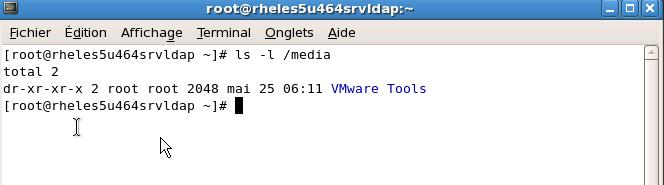 root@rheles5u464srvldap:~
Fichier Édition Affichage Terminal Onglets Aide
[root@rheles5u464srvldap ~]# ls -l /media
total 2
dr-xr-xr-x 2 root root 2048 mai 25 06:11 VMware Tools
[root@rheles5u464srvldap ~]#